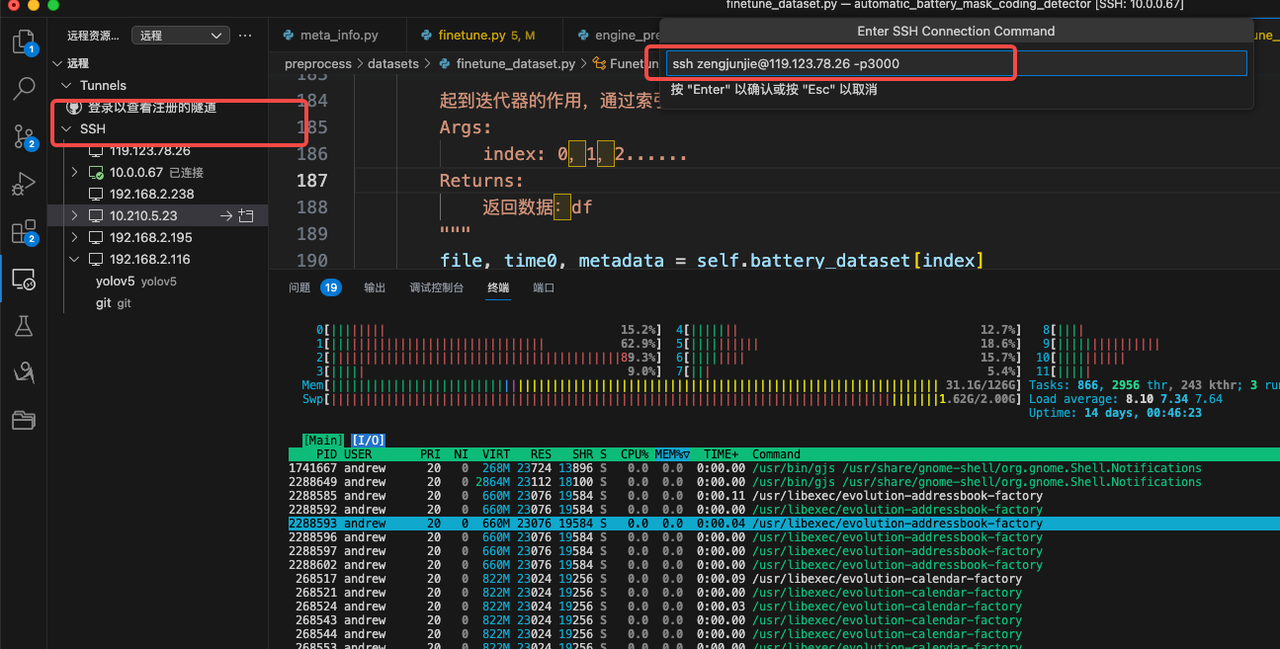 finetune_dataset.py — automatic_battery_mask_coding_detector [SSH: 10.0.0.67]
远程资源... 远程 ...
meta_info.py finetune.py 5, M engine_pre
Enter SSH Connection Command
ssh zengjunjie@119.123.78.26 -p3000
按 "Enter" 以确认或按 "Esc" 以取消
preprocess > datasets > finetune_dataset.py > Funetun
1
2
2
远程
Tunnels
登录以查看注册的隧道
SSH
119.123.78.26
10.0.0.67 已连接
192.168.2.238
10.210.5.23
192.168.2.195
192.168.2.116
yolov5 yolov5
git git
183
184 起到迭代器的作用，通过索引
185 Args:
186 index: 0，1，2......
187 Returns:
188 返回数据：df
189 """
190 file, time0, metadata = self.battery_dataset[index]
问题 19 输出 调试控制台 终端 端口
0[ 15.2%] 4[ 12.7%] 8[
1[ 62.9%] 5[ 18.6%] 9[
2[ 89.3%] 6[ 15.7%] 10[
3[ 9.0%] 7[ 5.4%] 11[
Mem[ 31.1G/126G] Tasks: 866, 2956 thr, 243 kthr; 3 ru
Swp[ 1.62G/2.00G] Load average: 8.10 7.34 7.64
Uptime: 14 days, 00:46:23
[Main] [I/O]
PID USER PRI NI VIRT RES SHR S CPU% MEM%▽ TIME+ Command
1741667 andrew 20 0 268M 23724 13896 S 0.0 0.0 0:00.00 /usr/bin/gjs /usr/share/gnome-shell/org.gnome.Shell.Notifications
2288649 andrew 20 0 2864M 23112 18100 S 0.0 0.0 0:00.00 /usr/bin/gjs /usr/share/gnome-shell/org.gnome.Shell.Notifications
2288585 andrew 20 0 660M 23076 19584 S 0.0 0.0 0:00.11 /usr/libexec/evolution-addressbook-factory
2288592 andrew 20 0 660M 23076 19584 S 0.0 0.0 0:00.00 /usr/libexec/evolution-addressbook-factory
2288593 andrew 20 0 660M 23076 19584 S 0.0 0.0 0:00.04 /usr/libexec/evolution-addressbook-factory
2288596 andrew 20 0 660M 23076 19584 S 0.0 0.0 0:00.00 /usr/libexec/evolution-addressbook-factory
2288597 andrew 20 0 660M 23076 19584 S 0.0 0.0 0:00.00 /usr/libexec/evolution-addressbook-factory
2288602 andrew 20 0 660M 23076 19584 S 0.0 0.0 0:00.00 /usr/libexec/evolution-addressbook-factory
268517 andrew 20 0 822M 23024 19256 S 0.0 0.0 0:00.09 /usr/libexec/evolution-calendar-factory
268521 andrew 20 0 822M 23024 19256 S 0.0 0.0 0:00.00 /usr/libexec/evolution-calendar-factory
268524 andrew 20 0 822M 23024 19256 S 0.0 0.0 0:00.03 /usr/libexec/evolution-calendar-factory
268543 andrew 20 0 822M 23024 19256 S 0.0 0.0 0:00.00 /usr/libexec/evolution-calendar-factory
268544 andrew 20 0 822M 23024 19256 S 0.0 0.0 0:00.00 /usr/libexec/evolution-calendar-factory
268553 andrew 20 0 822M 23024 19256 S 0.0 0.0 0:00.00 /usr/libexec/evolution-calendar-factory